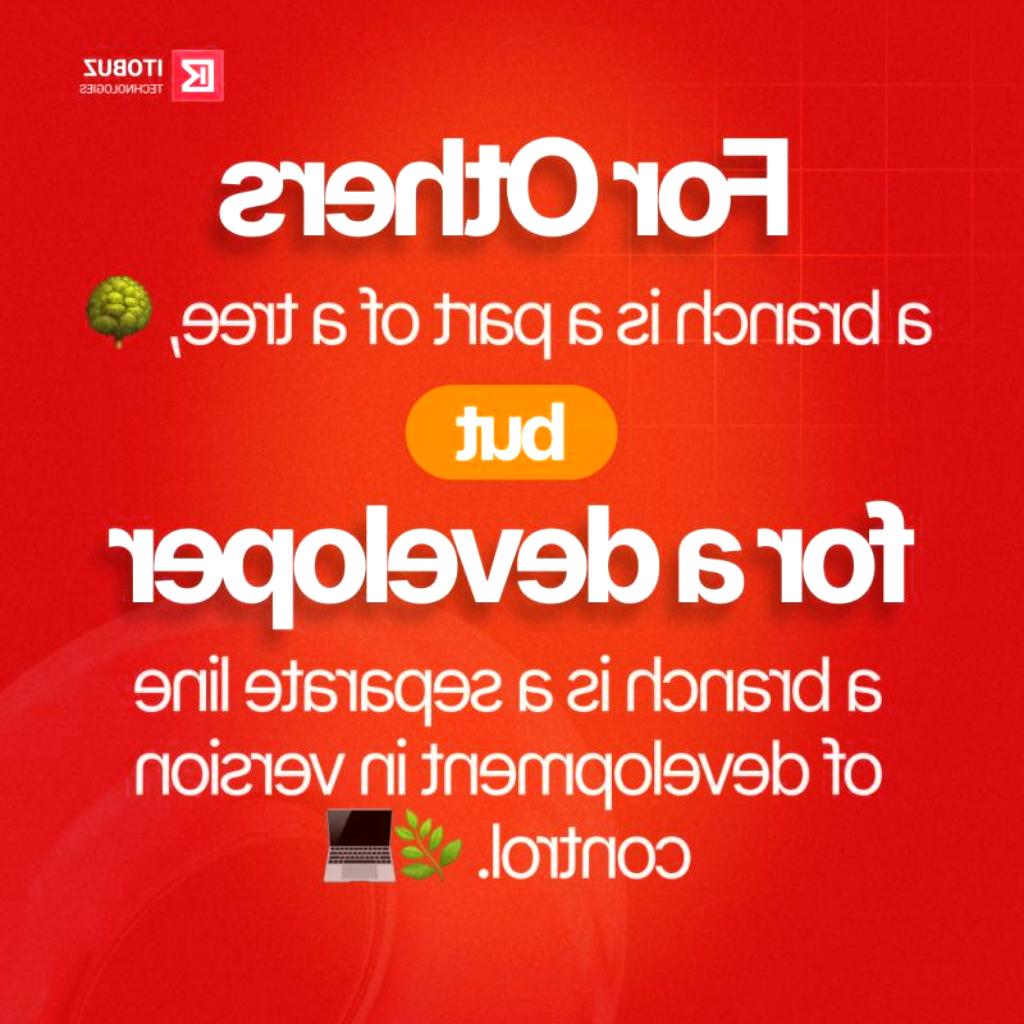 ITOBUZ
TECHNOLOGIES
For Others
a branch is a part of a tree, 🌳
but
for a developer
a branch is a separate line
of development in version
control. 🌿💻